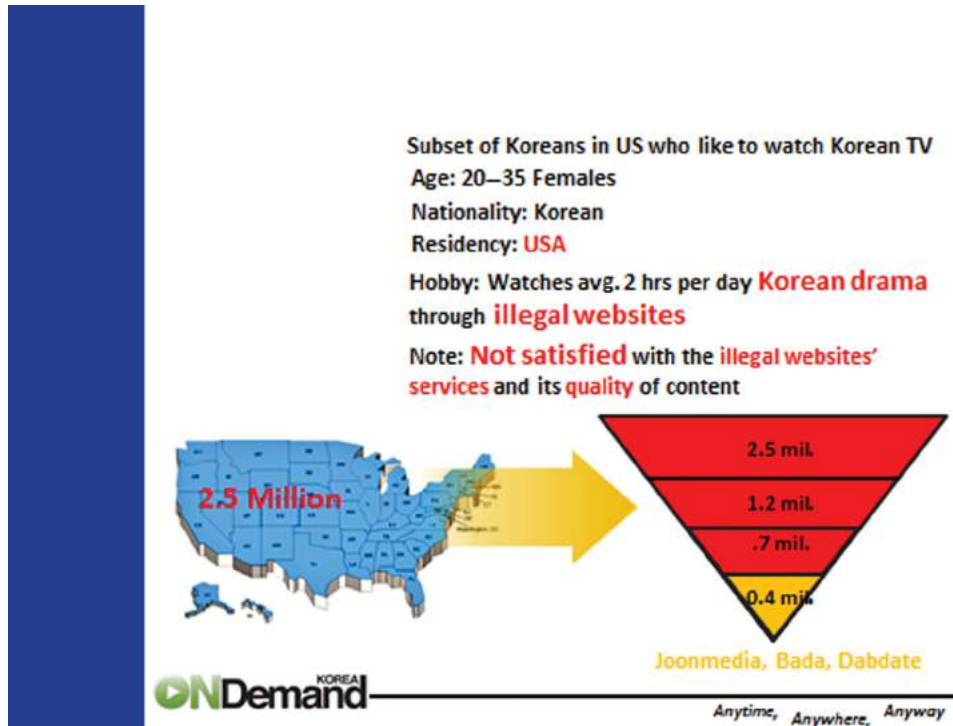 Subset of Koreans in US who like to watch Korean TV
Age: 20–35 Females
Nationality: Korean
Residency: USA
Hobby: Watches avg. 2 hrs per day Korean drama
through illegal websites
Note: Not satisfied with the illegal websites'
services and its quality of content
2.5 Million
2.5 mil.
1.2 mil.
.7 mil.
0.4 mil.
Joonmedia, Bada, Dabdate
ONDemand KOREA
Anytime, Anywhere, Anyway